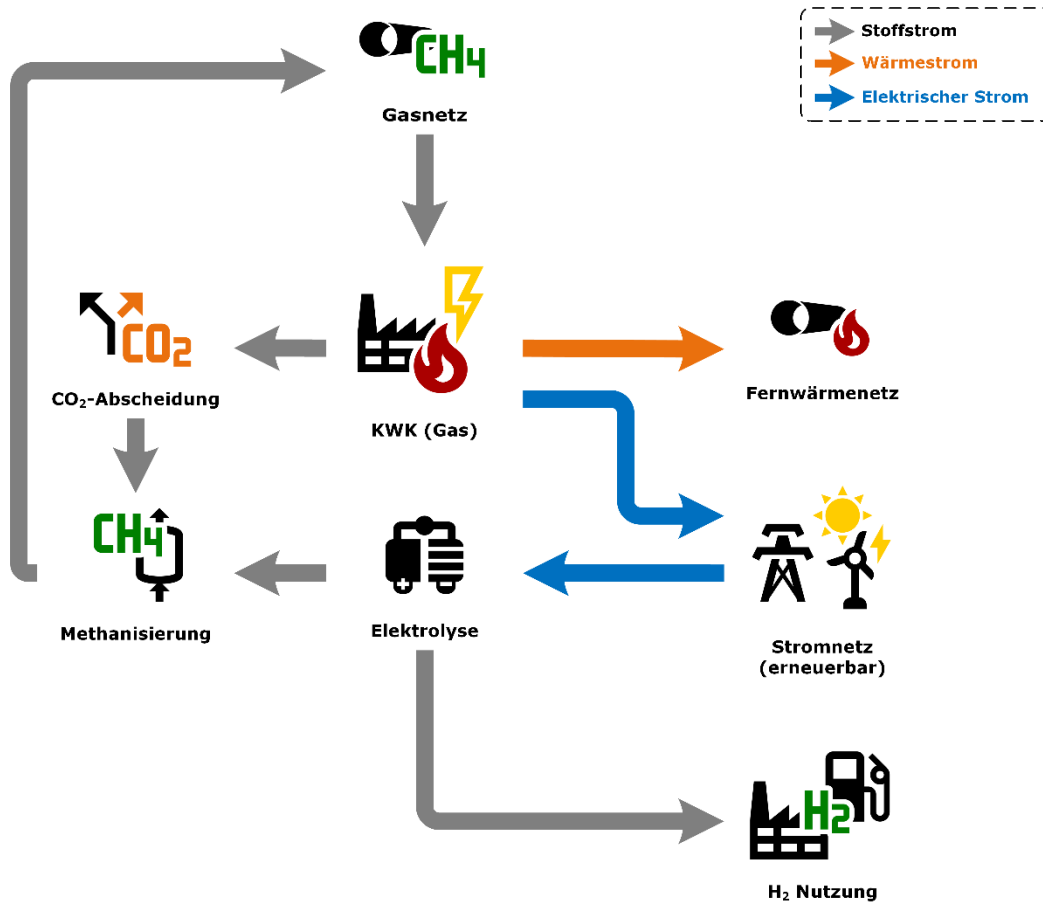 Stoffstrom
Wärmestrom
Elektrischer Strom
CH4
Gasnetz
CO2
CO₂-Abscheidung
KWK (Gas)
Fernwärmenetz
CH4
Methanisierung
Elektrolyse
Stromnetz
(erneuerbar)
H2
H₂ Nutzung